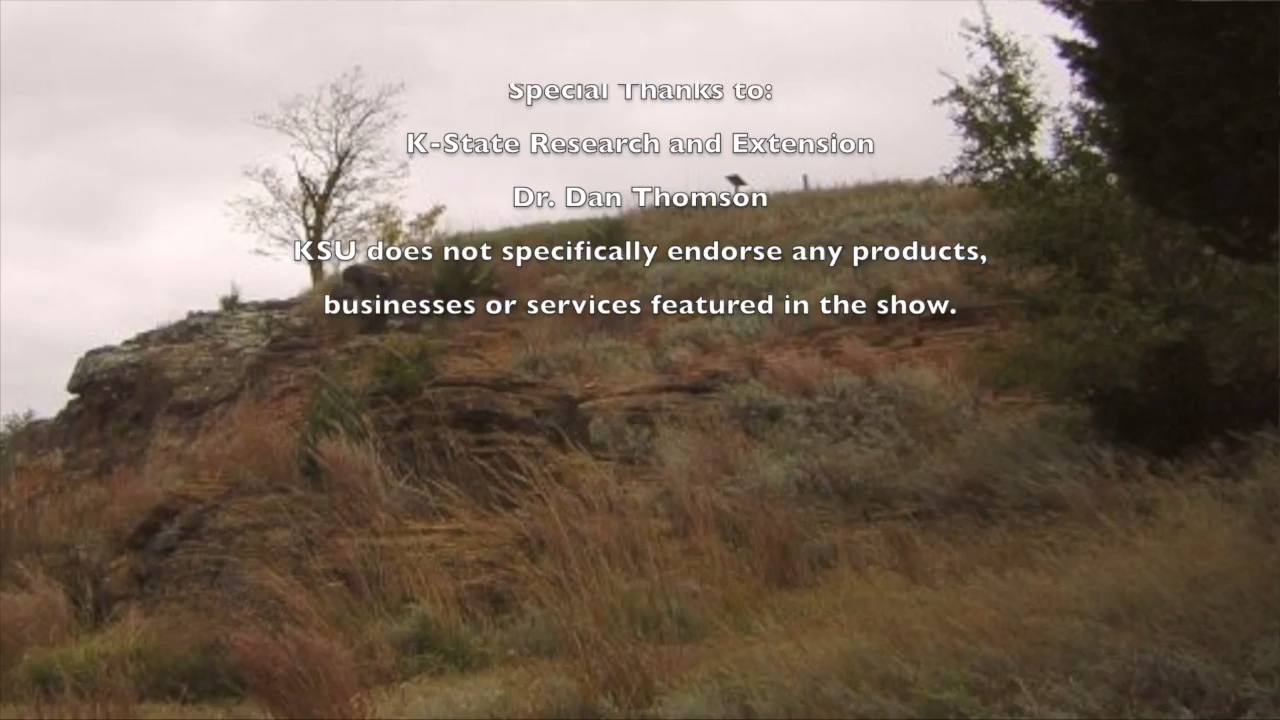 Special Thanks to:
K-State Research and Extension
Dr. Dan Thomson
KSU does not specifically endorse any products,
businesses or services featured in the show.